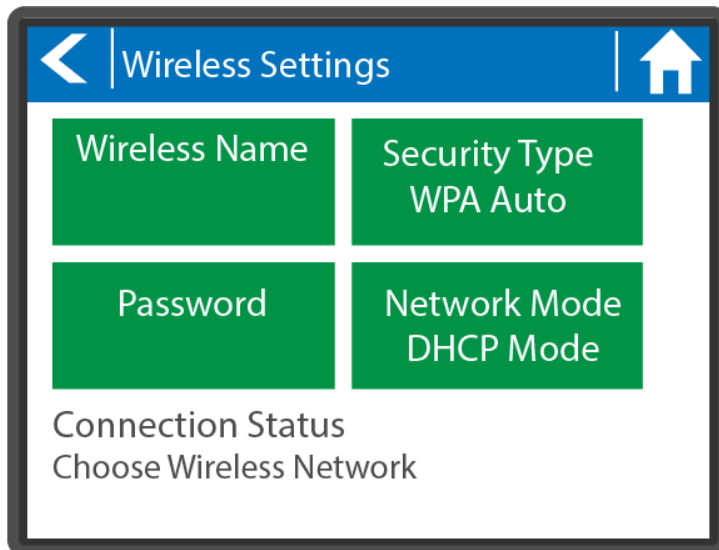 Wireless Settings
Wireless Name
Security Type
WPA Auto
Password
Network Mode
DHCP Mode
Connection Status
Choose Wireless Network